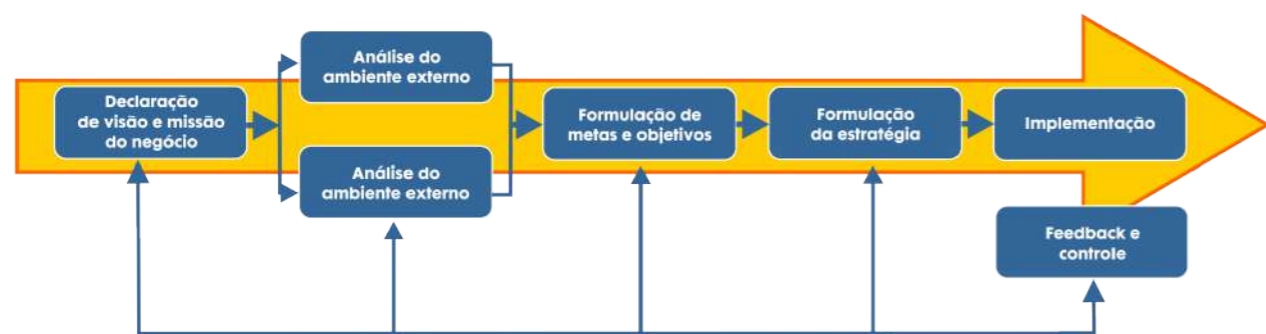 Declaração
de visão e missão
do negócio
Análise do
ambiente externo
Análise do
ambiente externo
Formulação de
metas e objetivos
Formulação
da estratégia
Implementação
Feedback e
controle